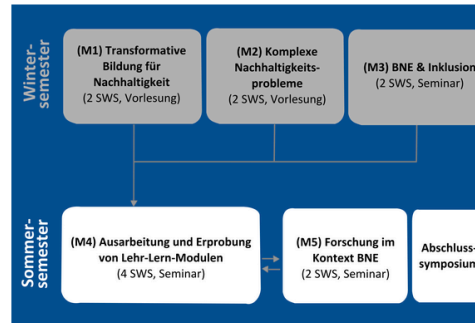 Winter-
semester
(M1) Transformative
Bildung für
Nachhaltigkeit
(2 SWS, Vorlesung)
(M2) Komplexe
Nachhaltigkeits-
probleme
(2 SWS, Vorlesung)
(M3) BNE & Inklusion
(2 SWS, Seminar)
Sommer-
semester
(M4) Ausarbeitung und Erprobung
von Lehr-Lern-Modulen
(4 SWS, Seminar)
(M5) Forschung im
Kontext BNE
(2 SWS, Seminar)
Abschluss-
symposium